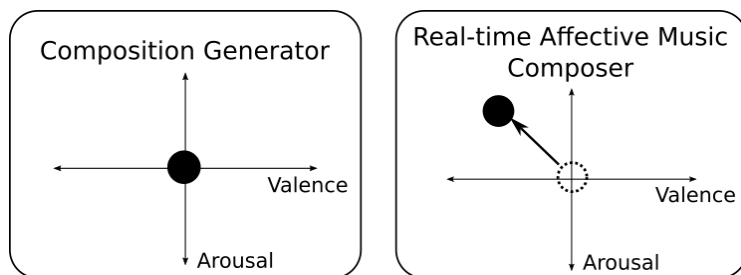 Composition Generator
Valence
Arousal
Real-time Affective Music
Composer
Valence
Arousal